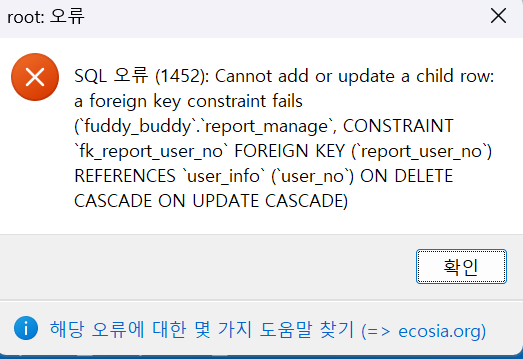 root: 오류
SQL 오류 (1452): Cannot add or update a child row:
a foreign key constraint fails
(`fuddy_buddy`.`report_manage`, CONSTRAINT
`fk_report_user_no` FOREIGN KEY (`report_user_no`)
REFERENCES `user_info` (`user_no`) ON DELETE
CASCADE ON UPDATE CASCADE)
확인
해당 오류에 대한 몇 가지 도움말 찾기 (=> ecosia.org)